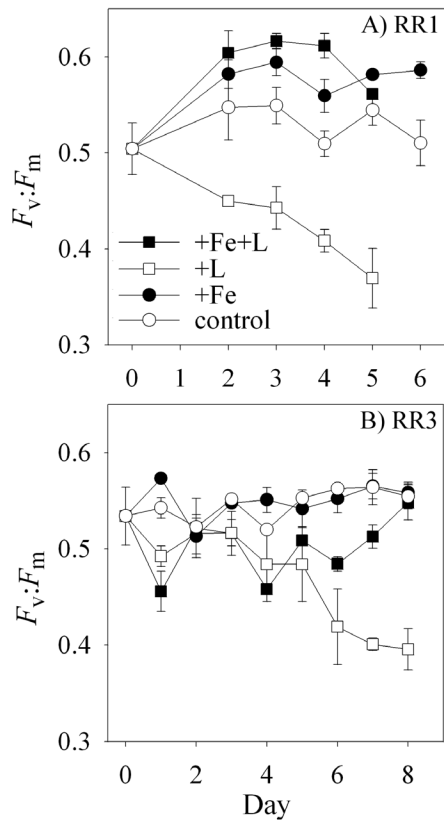 A) RR1
0.6
0.5
0.4
0.3
Fv:Fm
+Fe+L
+L
+Fe
control
0 1 2 3 4 5 6
B) RR3
0.6
0.5
0.4
0.3
Fv:Fm
0 2 4 6 8
Day